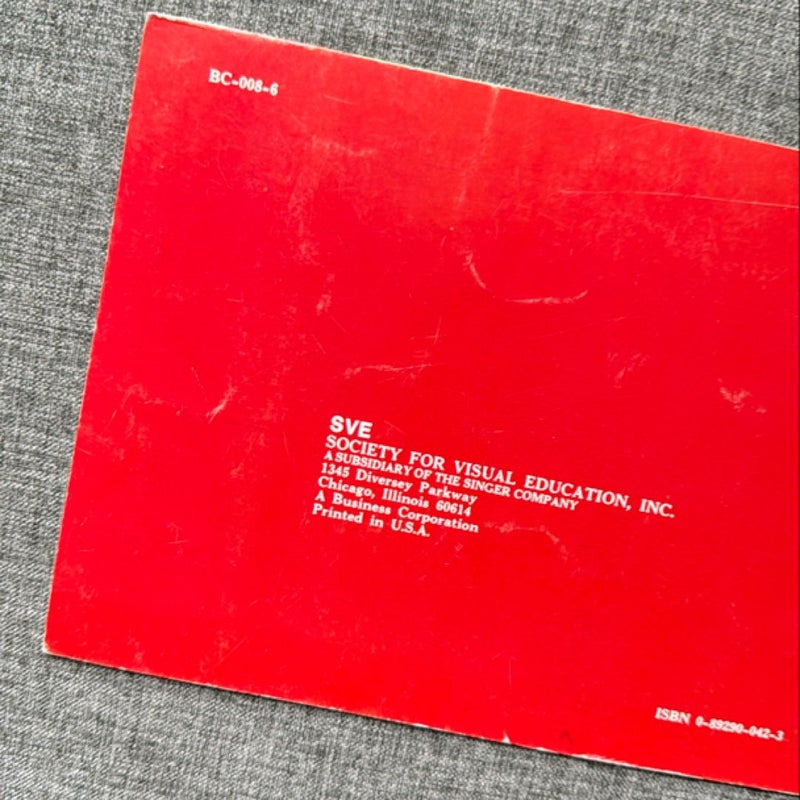 BC-008-6
SVE
SOCIETY FOR VISUAL EDUCATION, INC.
A SUBSIDIARY OF THE SINGER COMPANY
1345 Diversey Parkway
Chicago, Illinois 60614
A Business Corporation
Printed in U.S.A.
ISBN 0-89290-042-3